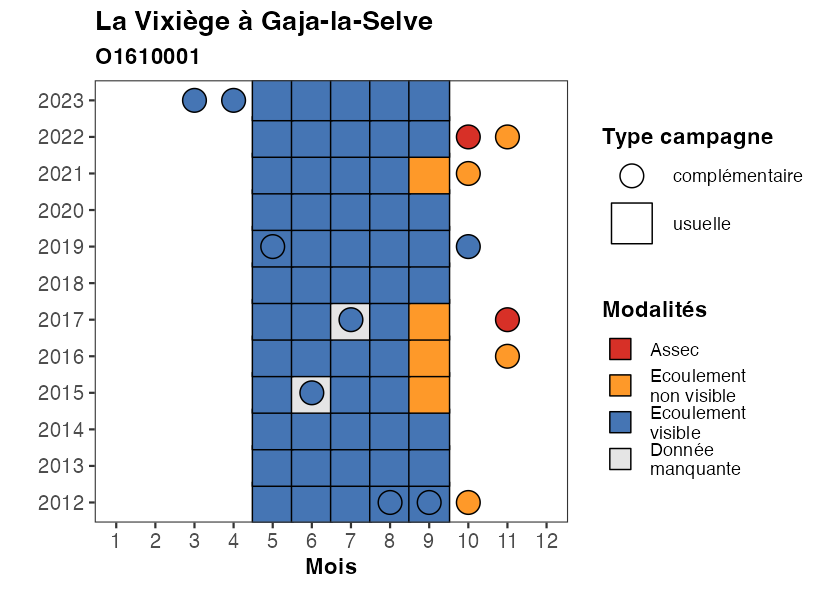 La Vixiège à Gaja-la-Selve
O1610001
2023
2022
2021
2020
2019
2018
2017
2016
2015
2014
2013
2012
1 2 3 4 5 6 7 8 9 10 11 12
Mois
Type campagne
complémentaire
usuelle
Modalités
Assec
Ecoulement
non visible
Ecoulement
visible
Donnée
manquante